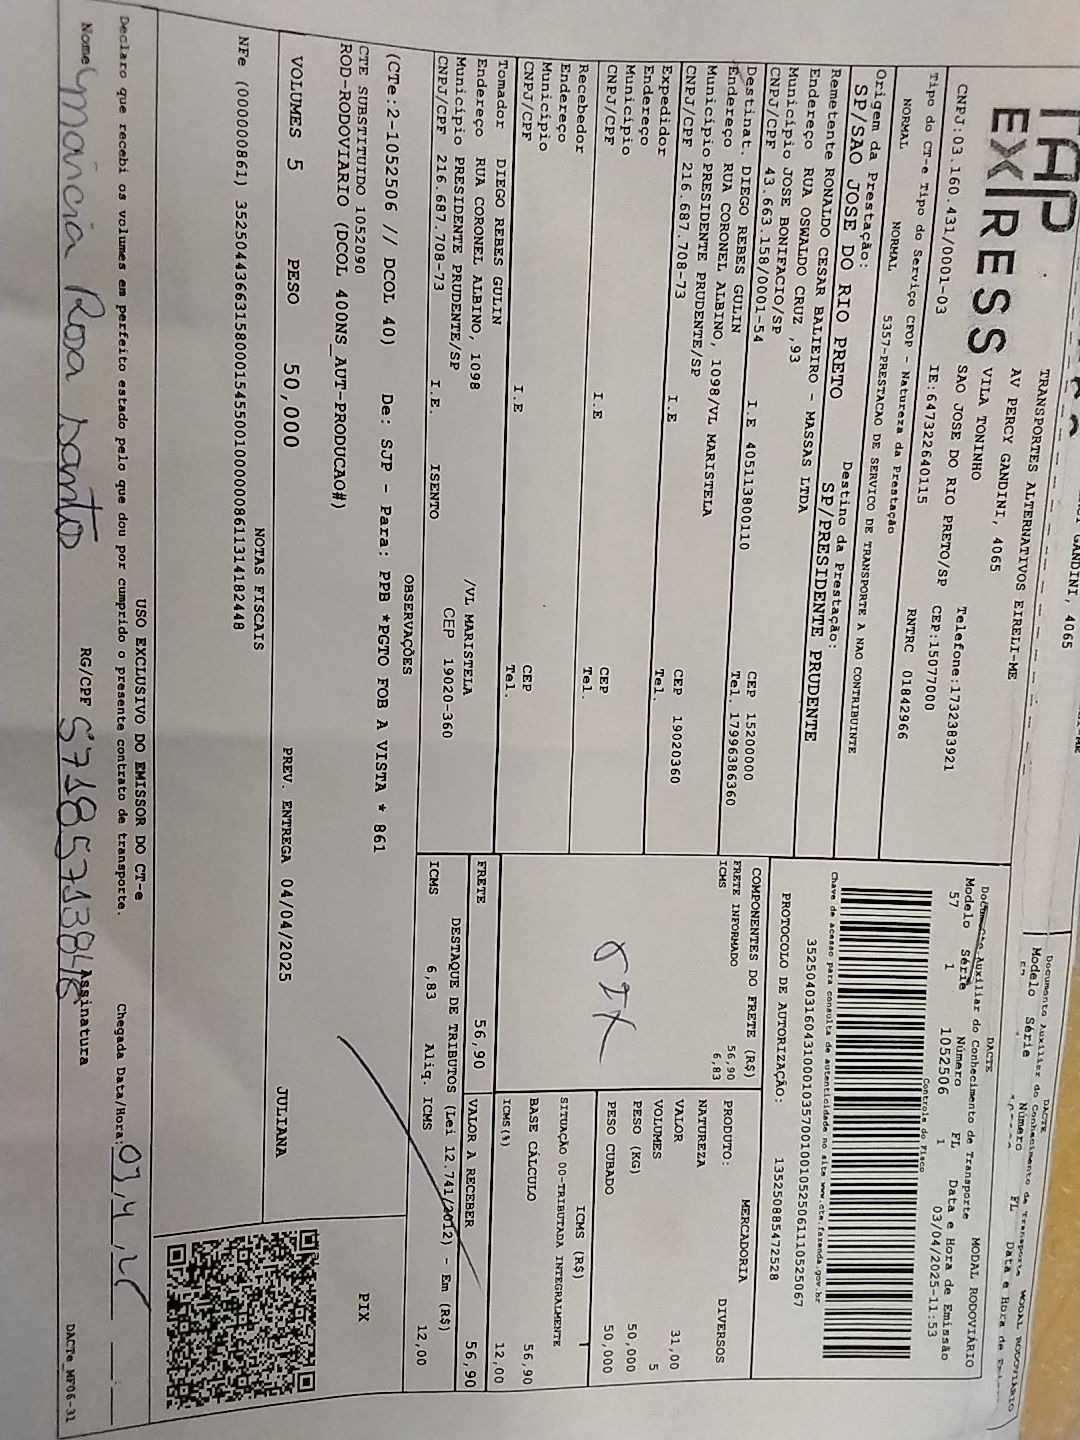 TRANSPORTES ALTERNATIVOS EIRELI-ME
AV PERCY GANDINI, 4065
VILA TONINHO
SAO JOSE DO RIO PRETO/SP Telefone:1732383921
CNPJ:03.160.431/0001-03 IE:647322640115 CEP:15077000
RNTRC 01842966
TAP
EX|RESS
DACTE MODAL RODOVIÁRIO
Documento Auxiliar do Conhecimento de Transporte
Modelo Série Número FL Data e Hora de Emissão
57 1 1052506 1 03/04/2025-11:53
Controle do Fisco
Chave de acesso para consulta de autenticidade no site www.cte.fazenda.gov.br
35250403160431000103570010010525061110525067
PROTOCOLO DE AUTORIZAÇÃO: 135250885472528
Tipo do CT-e Tipo do Serviço CFOP - Natureza da Prestação
NORMAL NORMAL 5357-PRESTACAO DE SERVICO DE TRANSPORTE A NAO CONTRIBUINTE
Origem da Prestação: Destino da Prestação:
SP/SAO JOSE DO RIO PRETO SP/PRESIDENTE PRUDENTE
Remetente RONALDO CESAR BALIEIRO - MASSAS LTDA
Endereço RUA OSWALDO CRUZ ,93
Município JOSE BONIFACIO/SP CEP 15200000
CNPJ/CPF 43.663.158/0001-54 I.E 405113800110 Tel. 17996386360
Destinat. DIEGO REBES GULIN
Endereço RUA CORONEL ALBINO, 1098/VL MARISTELA
Município PRESIDENTE PRUDENTE/SP CEP 19020360
CNPJ/CPF 216.687.708-73 I.E Tel.
Expedidor
Endereço
Município CEP
CNPJ/CPF I.E Tel.
Recebedor
Endereço
Município CEP
CNPJ/CPF I.E Tel.
Tomador DIEGO REBES GULIN
Endereço RUA CORONEL ALBINO, 1098 /VL MARISTELA
Município PRESIDENTE PRUDENTE/SP CEP 19020-360
CNPJ/CPF 216.687.708-73 I.E. ISENTO
COMPONENTES DO FRETE (R$)
FRETE INFORMADO 56,90
ICMS 6,83
MERCADORIA
PRODUTO: DIVERSOS
NATUREZA
VALOR 31,00
VOLUMES 5
PESO (KG) 50,000
PESO CUBADO 50,000
ICMS (R$)
SITUAÇÃO 00-TRIBUTADA INTEGRALMENTE
BASE CÁLCULO 56,90
ICMS(%) 12,00
FRETE 56,90 VALOR A RECEBER 56,90
DESTAQUE DE TRIBUTOS (Lei 12.741/2012) - Em (R$)
ICMS 6,83 Alíq. ICMS 12,00
OBSERVAÇÕES
(CTe:2-1052506 // DCOL 40) De: SJP - Para: PPB *PGTO FOB A VISTA * 861
CTE SUBSTITUIDO 1052090
ROD-RODOVIARIO (DCOL 400NS_AUT-PRODUCAO#)
PIX
VOLUMES 5 PESO 50,000 PREV. ENTREGA 04/04/2025 JULIANA
NOTAS FISCAIS
NFe (000000861) 35250443663158000154550010000008611314182448
USO EXCLUSIVO DO EMISSOR DO CT-e
Declaro que recebi os volumes em perfeito estado pelo que dou por cumprido o presente contrato de transporte. Chegada Data/Hora:
Nome Marcia Rosa Santos RG/CPF 57185713848 Assinatura
DACTe_MF06-31